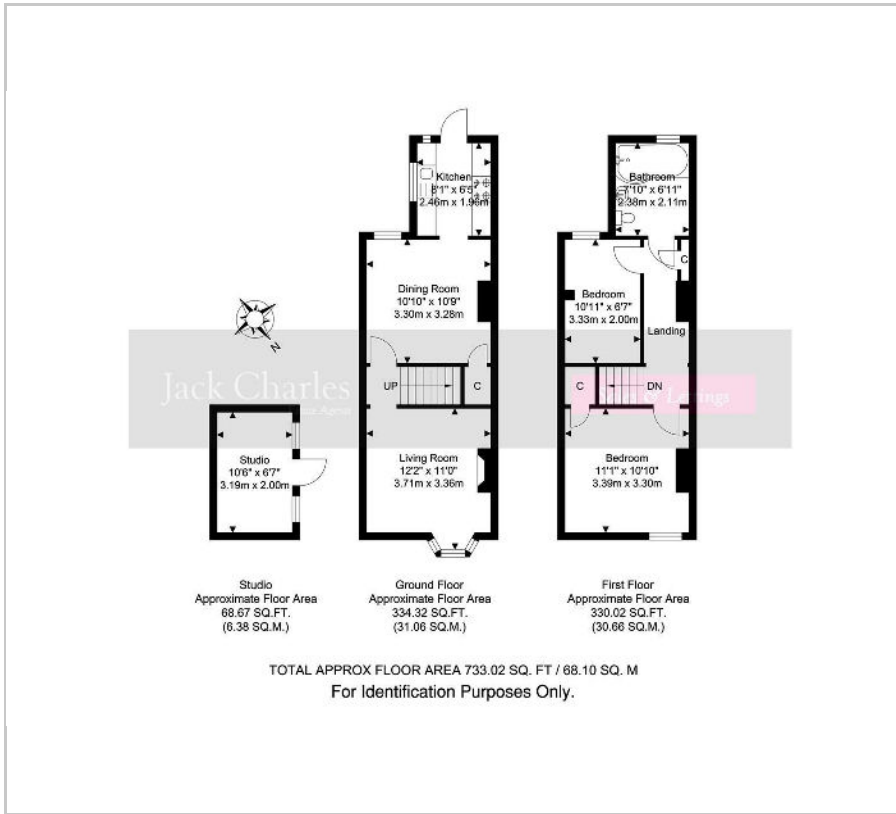 Kitchen
8'1" x 6'5"
2.46m x 1.96m
Bathroom
7'10" x 6'11"
2.38m x 2.11m
Dining Room
10'10" x 10'9"
3.30m x 3.28m
C
Bedroom
10'11" x 6'7"
3.33m x 2.00m
Landing
N
UP
C
C
DN
Jack Charles
Estate Agent
Sales & Lettings
Studio
10'6" x 6'7"
3.19m x 2.00m
Living Room
12'2" x 11'0"
3.71m x 3.36m
Bedroom
11'1" x 10'10"
3.39m x 3.30m
Studio
Approximate Floor Area
68.67 SQ.FT.
(6.38 SQ.M.)
Ground Floor
Approximate Floor Area
334.32 SQ.FT.
(31.06 SQ.M.)
First Floor
Approximate Floor Area
330.02 SQ.FT.
(30.66 SQ.M.)
TOTAL APPROX FLOOR AREA 733.02 SQ. FT / 68.10 SQ. M
For Identification Purposes Only.